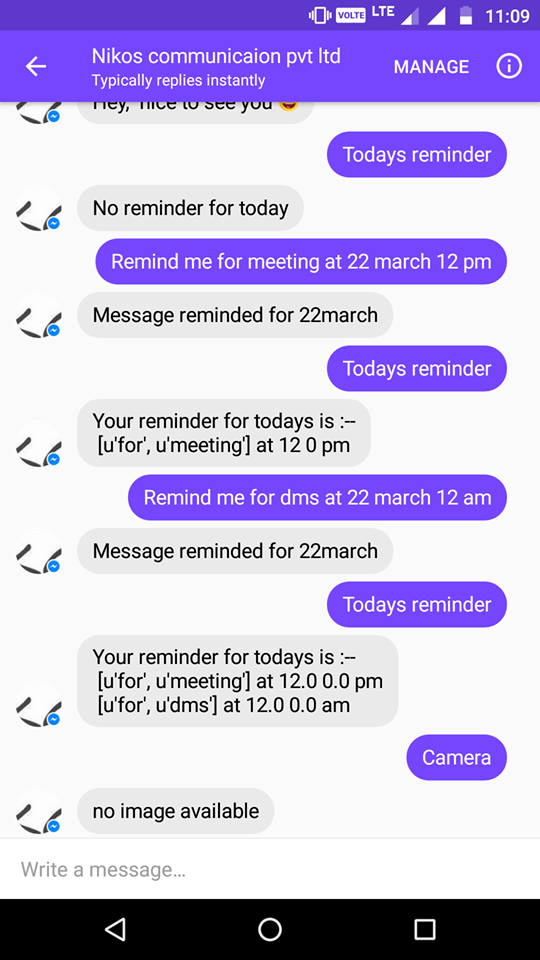 VOLTE LTE 11:09
Nikos communicaion pvt ltd
Typically replies instantly
MANAGE
Hey, nice to see you
Todays reminder
No reminder for today
Remind me for meeting at 22 march 12 pm
Message reminded for 22march
Todays reminder
Your reminder for todays is :--
[u'for', u'meeting'] at 12 0 pm
Remind me for dms at 22 march 12 am
Message reminded for 22march
Todays reminder
Your reminder for todays is :--
[u'for', u'meeting'] at 12.0 0.0 pm
[u'for', u'dms'] at 12.0 0.0 am
Camera
no image available
Write a message...